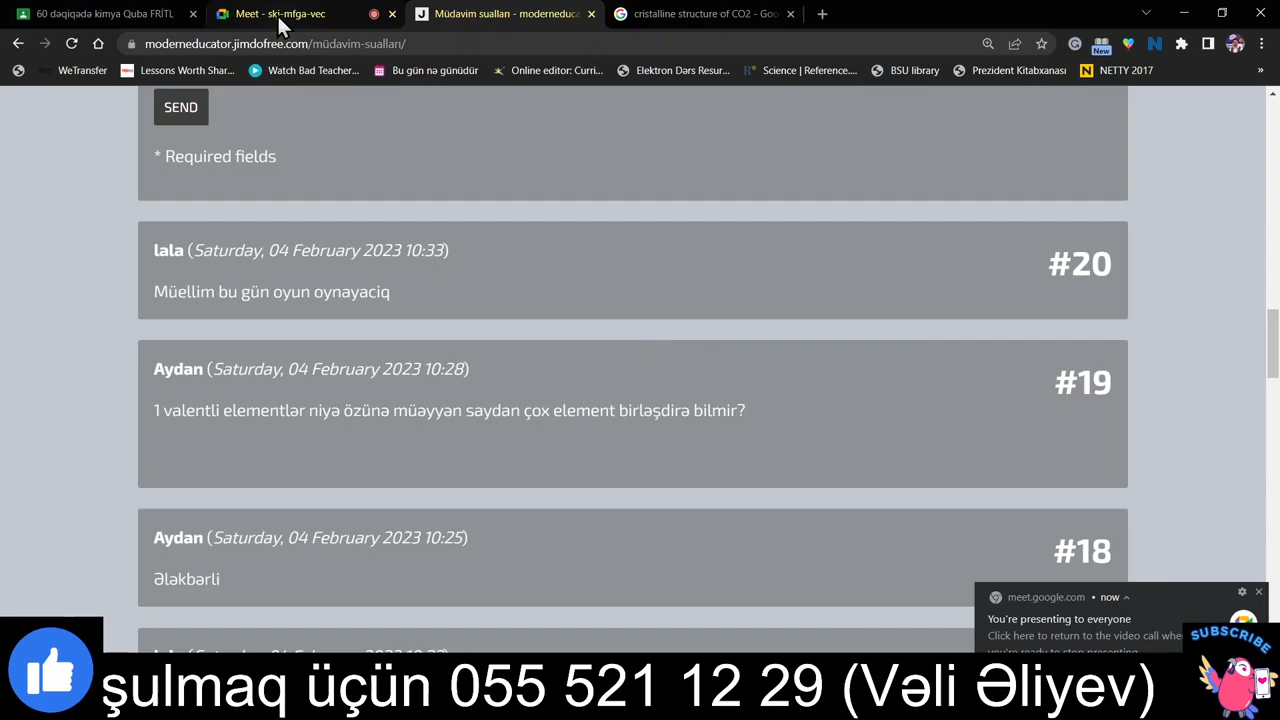 60 dəqiqədə kimya Quba FRİTL
Meet - ski-mfga-vec
Müdavim sualları - moderneduca
cristalline structure of CO2 - Goo
moderneducator.jimdofree.com/müdavim-sualları/
WeTransfer
Lessons Worth Shar...
Watch Bad Teacher...
Bu gün nə günüdür
Online editor: Curri...
Elektron Dərs Resur...
Science | Reference....
BSU library
Prezident Kitabxanası
NETTY 2017
New
SEND
* Required fields
lala (Saturday, 04 February 2023 10:33)
#20
Müellim bu gün oyun oynayaciq
Aydan (Saturday, 04 February 2023 10:28)
#19
1 valentli elementlər niyə özünə müəyyən saydan çox element birləşdirə bilmir?
Aydan (Saturday, 04 February 2023 10:25)
#18
Ələkbərli
meet.google.com • now
You're presenting to everyone
Click here to return to the video call whe
SUBSCRIBE
şulmaq üçün 055 521 12 29 (Vəli Əliyev)